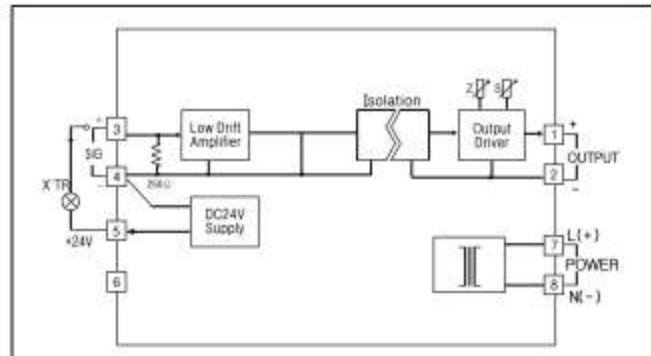 Isolation
Z
S
+
3
Low Drift
Amplifier
Output
Driver
1
+
SIG
OUTPUT
4
250Ω
2
-
X'TR
DC24V
Supply
+24V
5
L(+)
7
POWER
6
8
N(-)